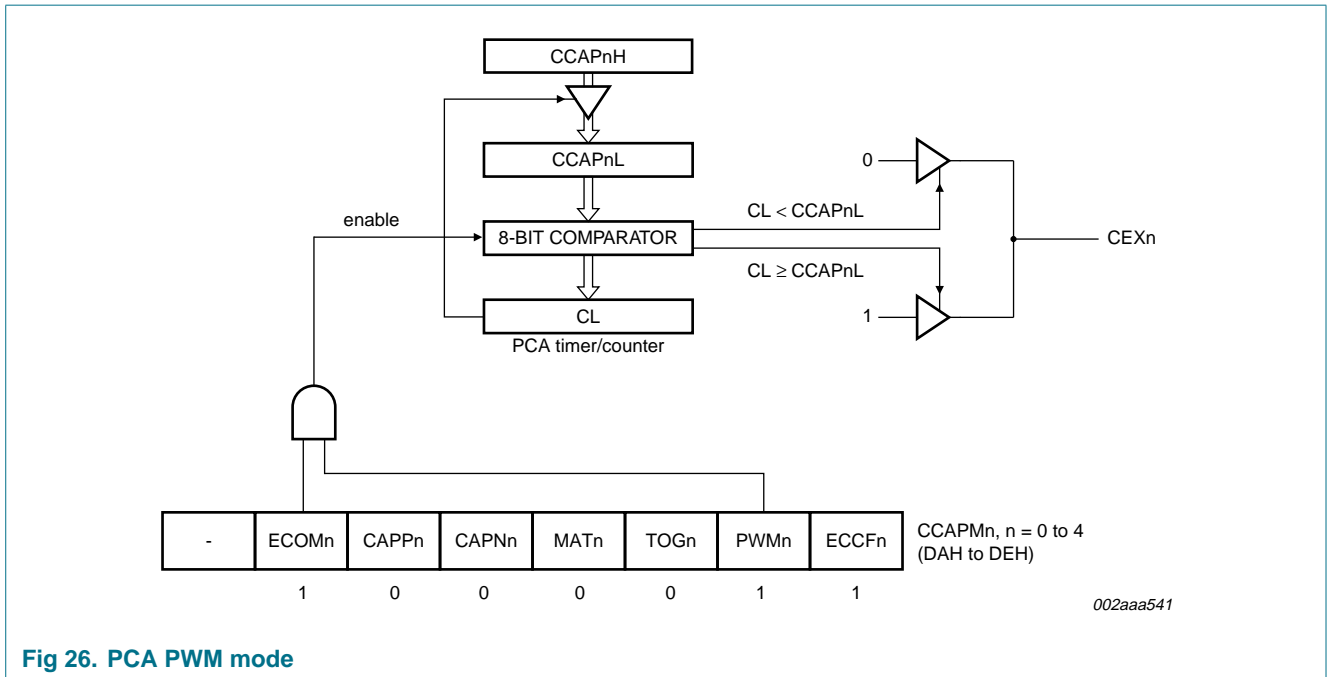 CCAPnH
CCAPnL
0
CL < CCAPnL
enable
8-BIT COMPARATOR
CEXn
CL ≥ CCAPnL
CL
1
PCA timer/counter
- ECOMn CAPPn CAPNn MATn TOGn PWMn ECCFn
CCAPMn, n = 0 to 4
(DAH to DEH)
1 0 0 0 0 1 1
002aaa541
Fig 26. PCA PWM mode